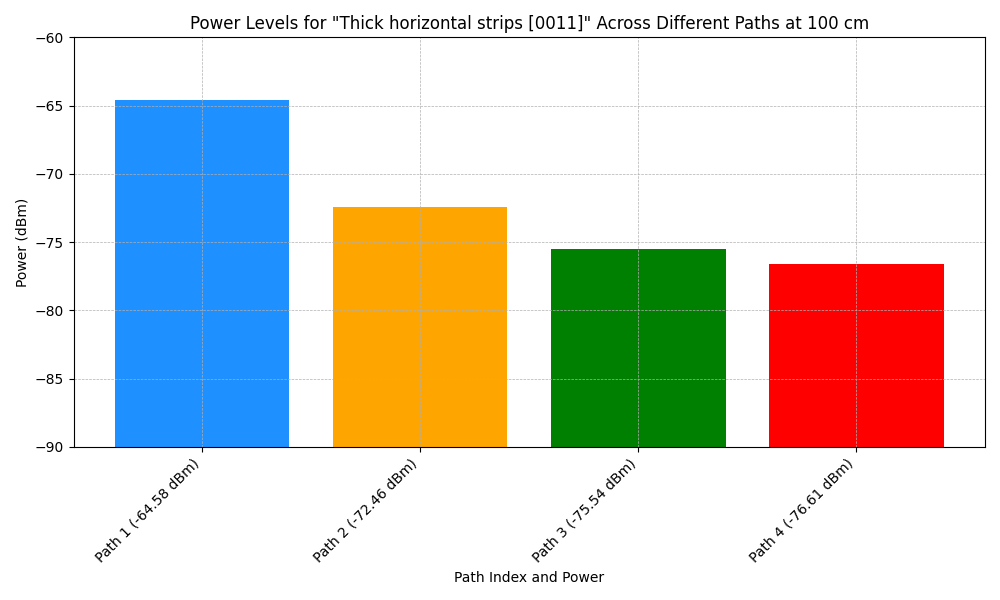 Power Levels for "Thick horizontal strips [0011]" Across Different Paths at 100 cm
Power (dBm)
−60
−65
−70
−75
−80
−85
−90
Path 1 (-64.58 dBm)
Path 2 (-72.46 dBm)
Path 3 (-75.54 dBm)
Path 4 (-76.61 dBm)
Path Index and Power